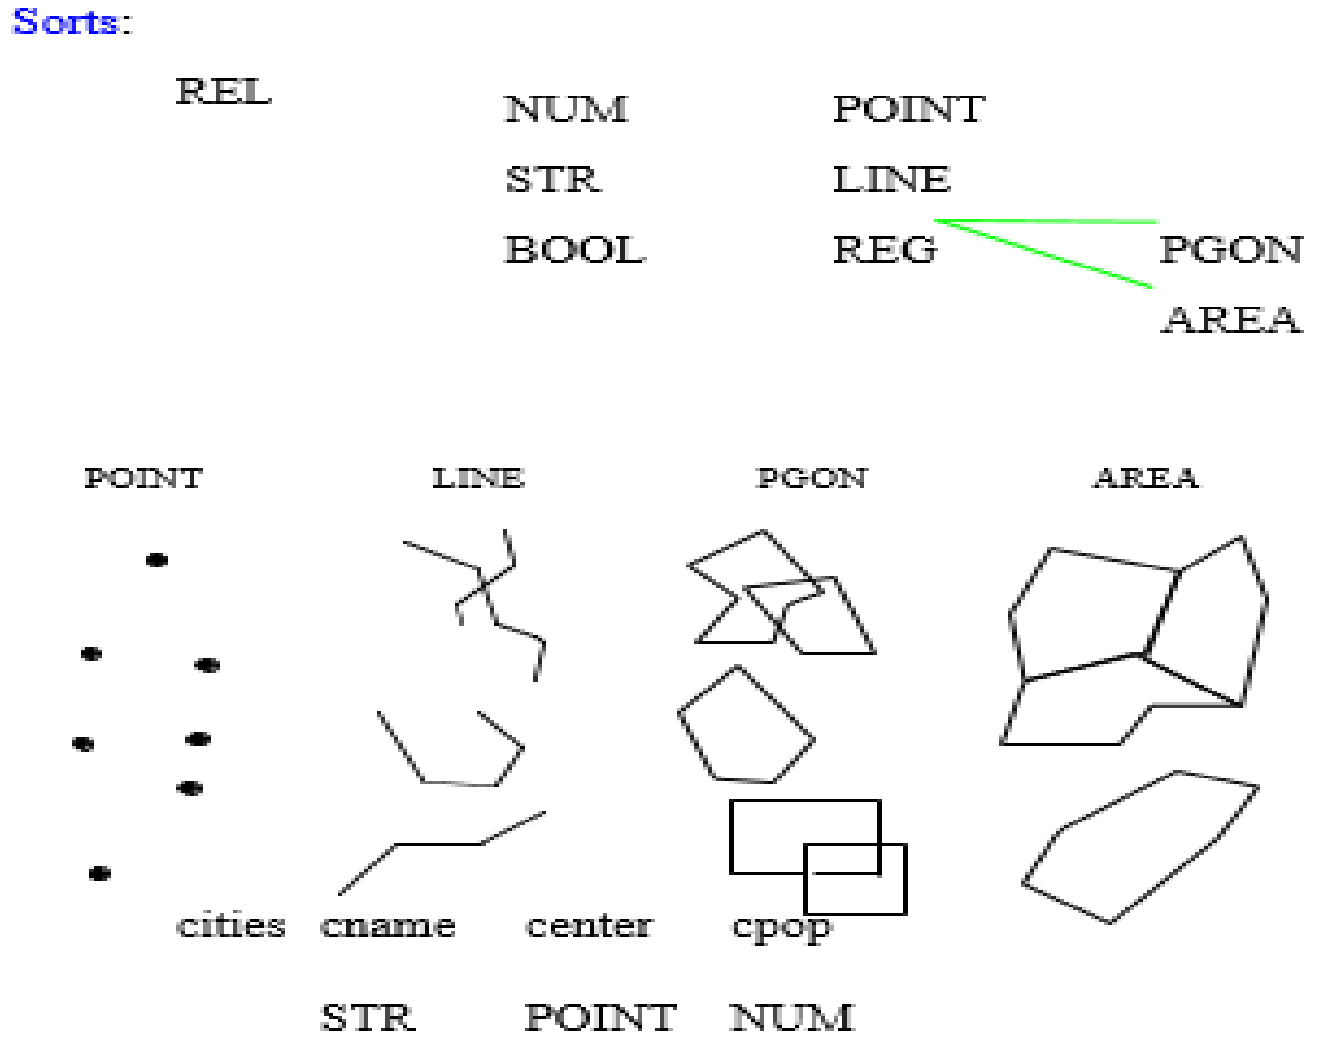 Sorts:
REL
NUM POINT
STR LINE
BOOL REG PGON
AREA
POINT LINE PGON AREA
cities cname center cpop
STR POINT NUM